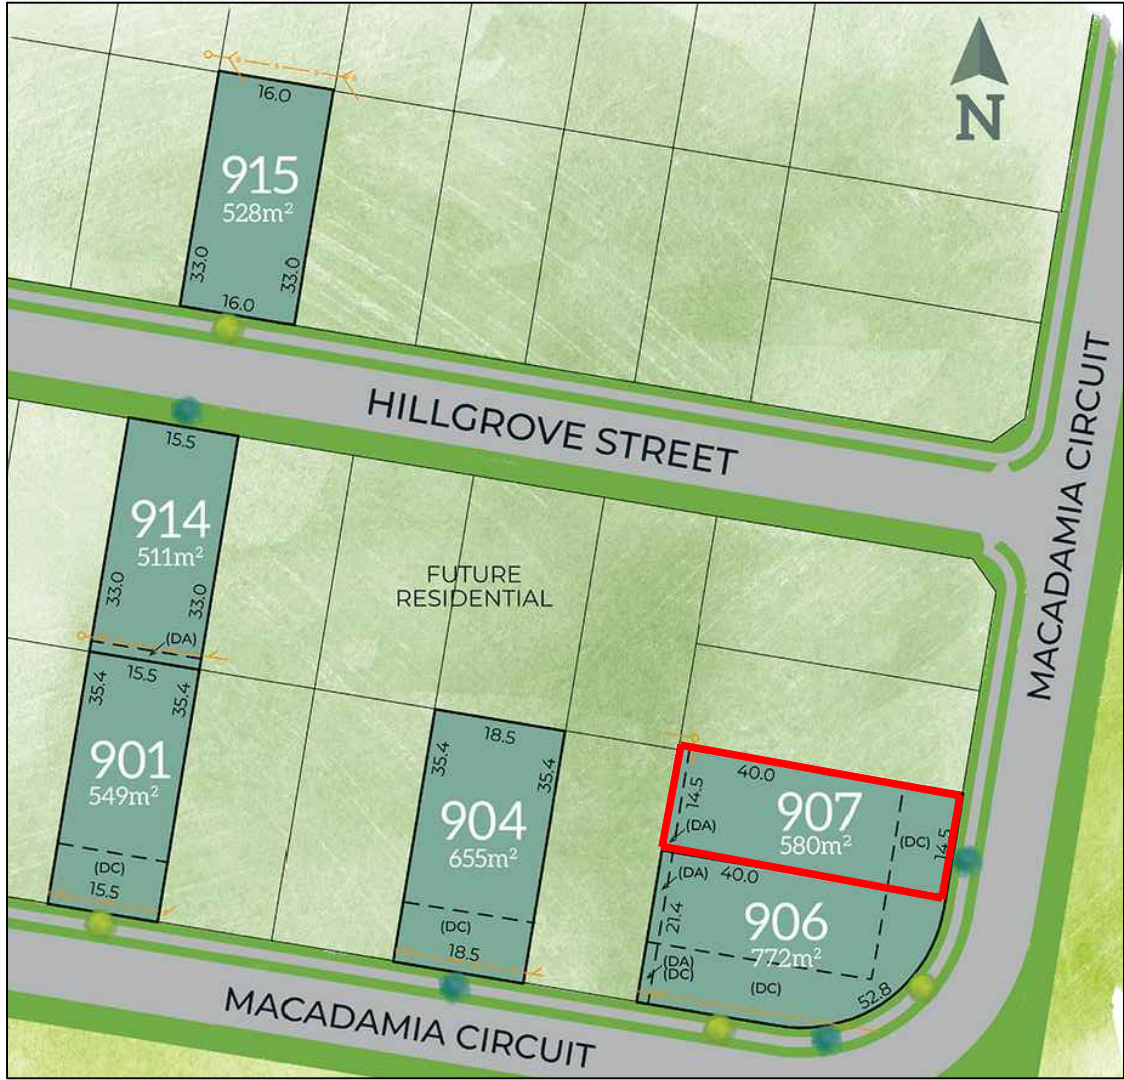 N
16.0
915
528m²
33.0
33.0
16.0
HILLGROVE STREET
MACADAMIA CIRCUIT
15.5
914
511m²
33.0
33.0
(DA)
FUTURE
RESIDENTIAL
15.5
35.4
35.4
901
549m²
(DC)
15.5
18.5
35.4
35.4
904
655m²
(DC)
18.5
40.0
14.5
907
580m²
(DA)
(DC)
14.5
(DA)
40.0
21.4
906
772m²
(DA)
(DC)
(DC)
52.8
MACADAMIA CIRCUIT